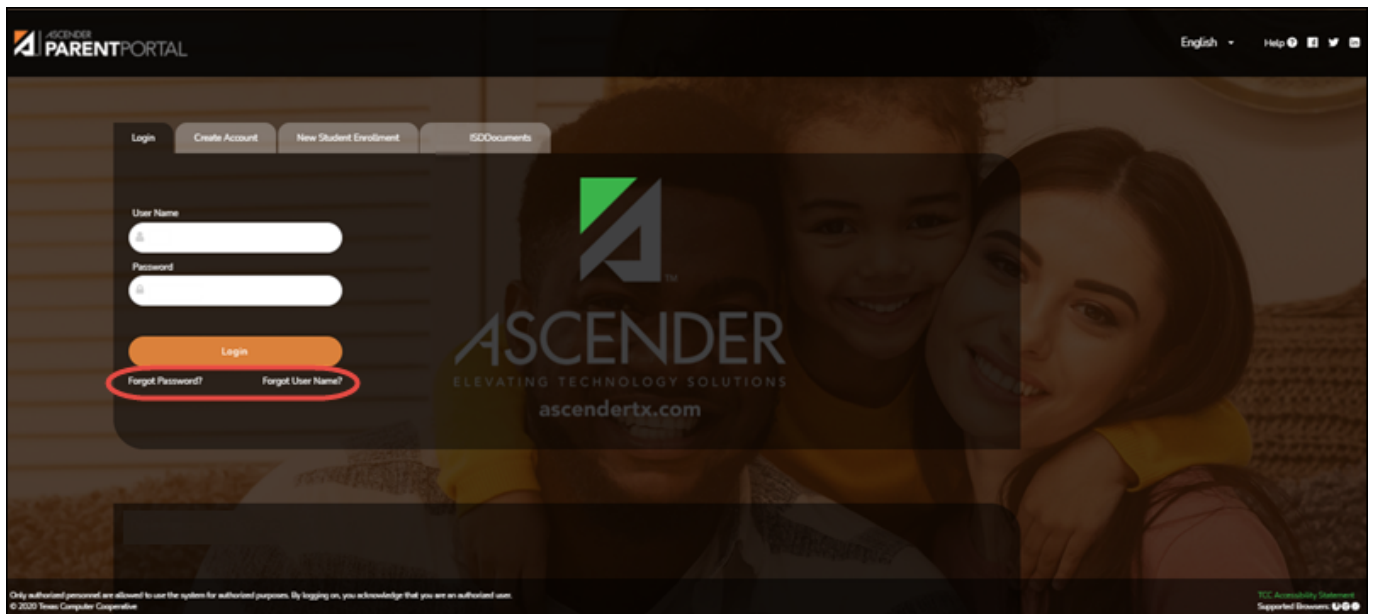 ASCENDER
PARENTPORTAL
English
Help
Login
Create Account
New Student Enrollment
ISDDocuments
User Name
Password
Login
Forgot Password?
Forgot User Name?
ASCENDER
TM
ELEVATING TECHNOLOGY SOLUTIONS
ascendertx.com
Only authorized personnel are allowed to use the system for authorized purposes. By logging on, you acknowledge that you are an authorized user.
© 2020 Texas Computer Cooperative
TCC Accessibility Statement
Supported Browsers: